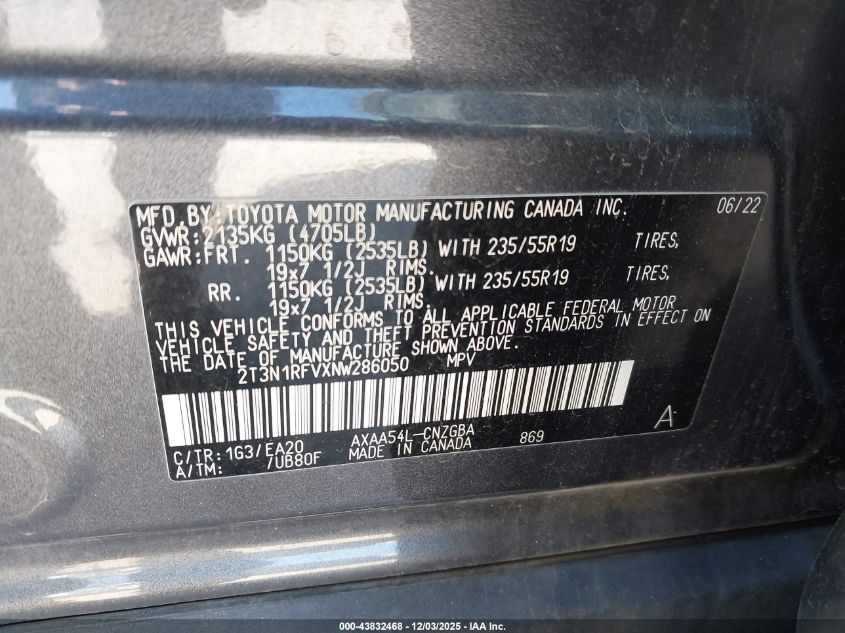 MFD. BY: TOYOTA MOTOR MANUFACTURING CANADA INC. 06/22
GVWR: 2135KG (4705LB)
GAWR: FRT. 1150KG (2535LB) WITH 235/55R19 TIRES,
19x7 1/2J RIMS.
RR. 1150KG (2535LB) WITH 235/55R19 TIRES,
19x7 1/2J RIMS.
THIS VEHICLE CONFORMS TO ALL APPLICABLE FEDERAL MOTOR
VEHICLE SAFETY AND THEFT PREVENTION STANDARDS IN EFFECT ON
THE DATE OF MANUFACTURE SHOWN ABOVE.
2T3N1RFVXNW286050 MPV
A
C/TR: 1G3/EA20 AXAA54L-CNZGBA
A/TM: /UB80F MADE IN CANADA 869
000-43832468 - 12/03/2025 - IAA Inc.